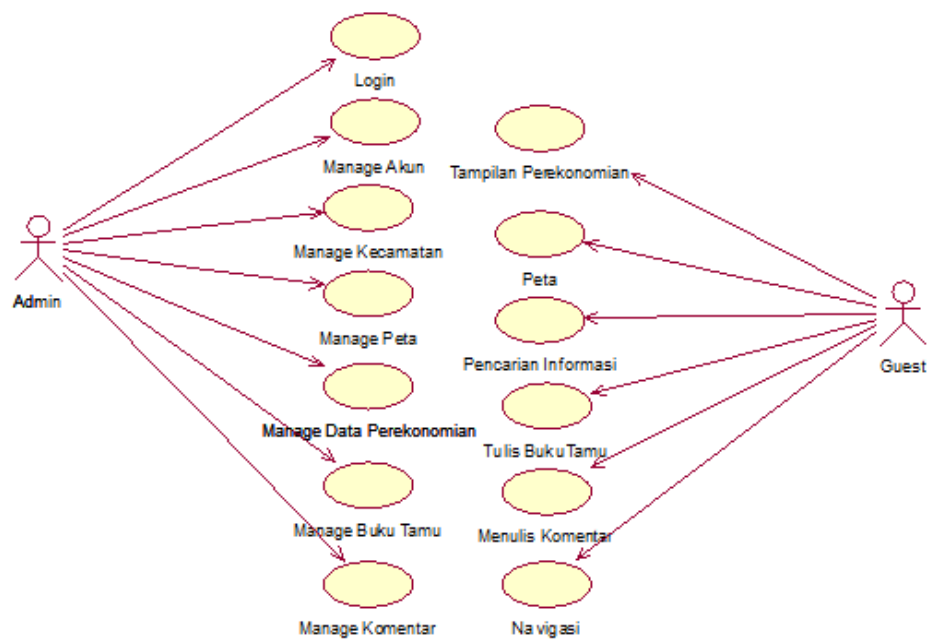 Login
Manage Akun
Tampilan Perekonomian
Manage Kecamatan
Peta
Admin
Manage Peta
Pencarian Informasi
Guest
Manage Data Perekonomian
Tulis Buku Tamu
Manage Buku Tamu
Menulis Komentar
Manage Komentar
Navigasi